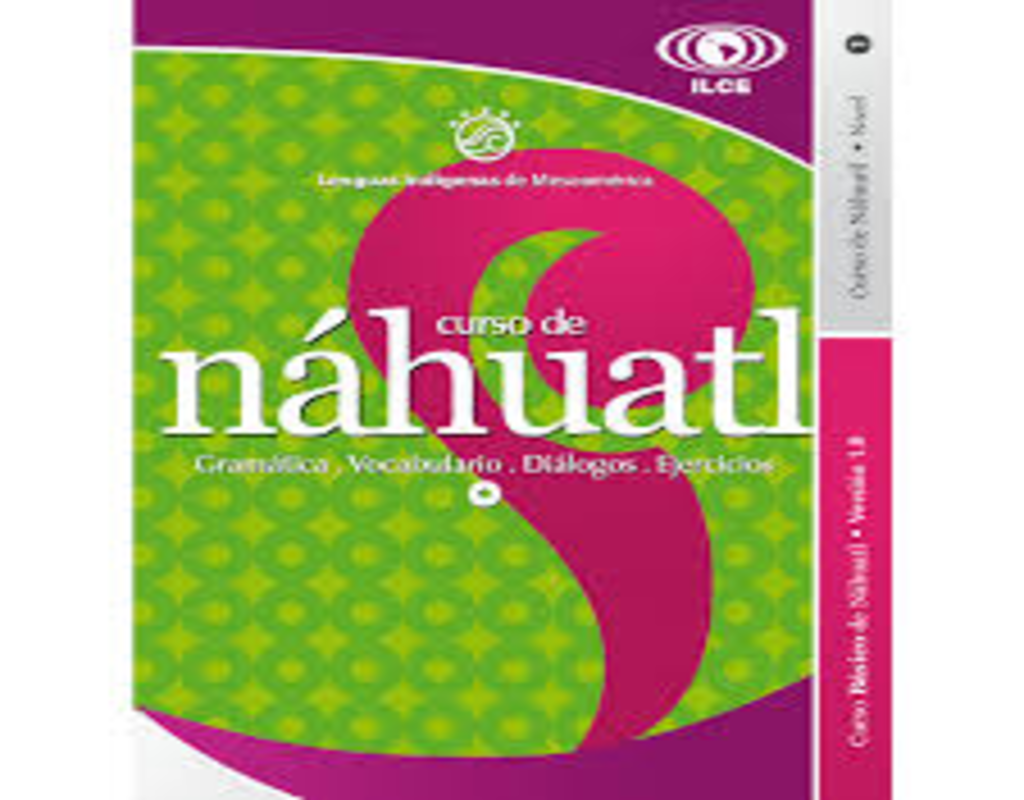 ILCE
Lenguas Indígenas de Mesoamérica
curso de
náhuatl
Gramática . Vocabulario . Diálogos . Ejercicios
Curso de Náhuatl • Nivel 1
Curso Básico de Náhuatl • Versión 1.0